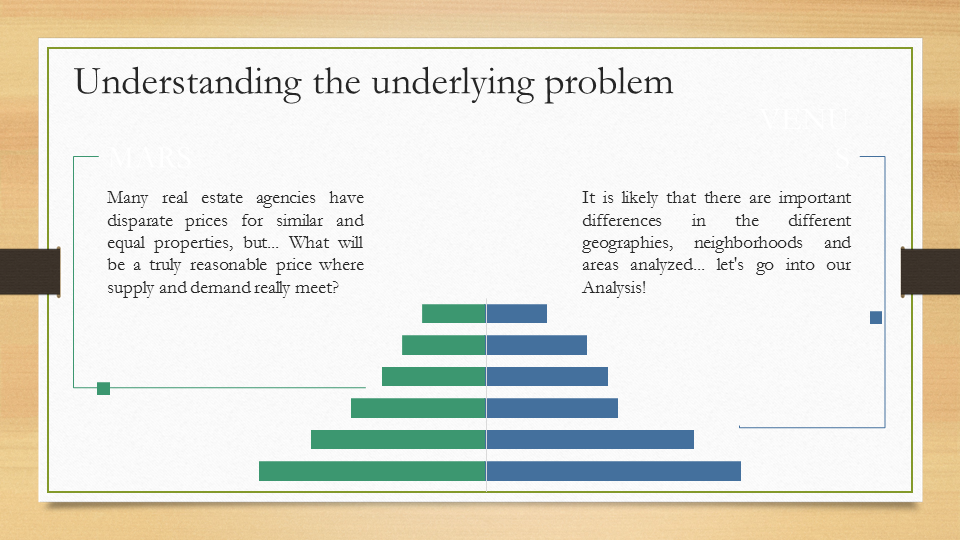 Understanding the underlying problem
VENU
S
MARS
Many real estate agencies have
disparate prices for similar and
equal properties, but... What will
be a truly reasonable price where
supply and demand really meet?
It is likely that there are important
differences in the different
geographies, neighborhoods and
areas analyzed... let's go into our
Analysis!